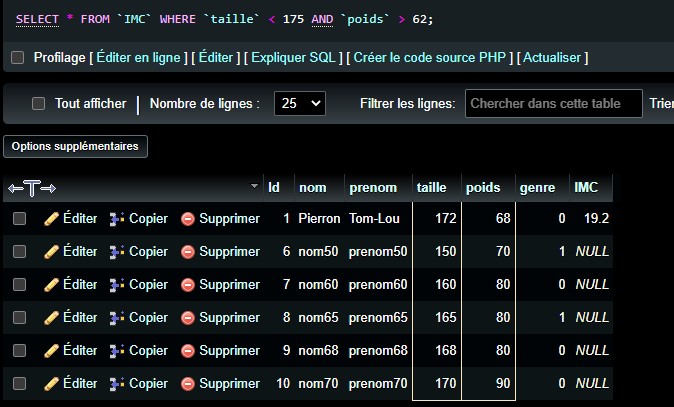 SELECT * FROM `IMC` WHERE `taille` < 175 AND `poids` > 62;
Profilage [ Éditer en ligne ] [ Éditer ] [ Expliquer SQL ] [ Créer le code source PHP ] [ Actualiser ]
Tout afficher | Nombre de lignes : 25 Filtrer les lignes: Chercher dans cette table Trier
Options supplémentaires
Id nom prenom taille poids genre IMC
Éditer Copier Supprimer 1 Pierron Tom-Lou 172 68 0 19.2
Éditer Copier Supprimer 6 nom50 prenom50 150 70 1 NULL
Éditer Copier Supprimer 7 nom60 prenom60 160 80 0 NULL
Éditer Copier Supprimer 8 nom65 prenom65 165 80 1 NULL
Éditer Copier Supprimer 9 nom68 prenom68 168 80 0 NULL
Éditer Copier Supprimer 10 nom70 prenom70 170 90 0 NULL